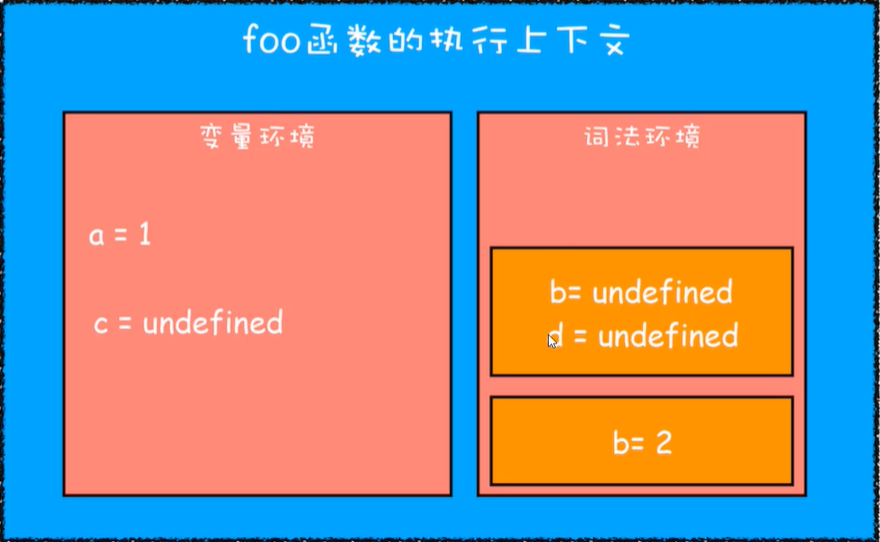 foo函数的执行上下文
变量环境
a = 1
c = undefined
词法环境
b= undefined
d = undefined
b= 2